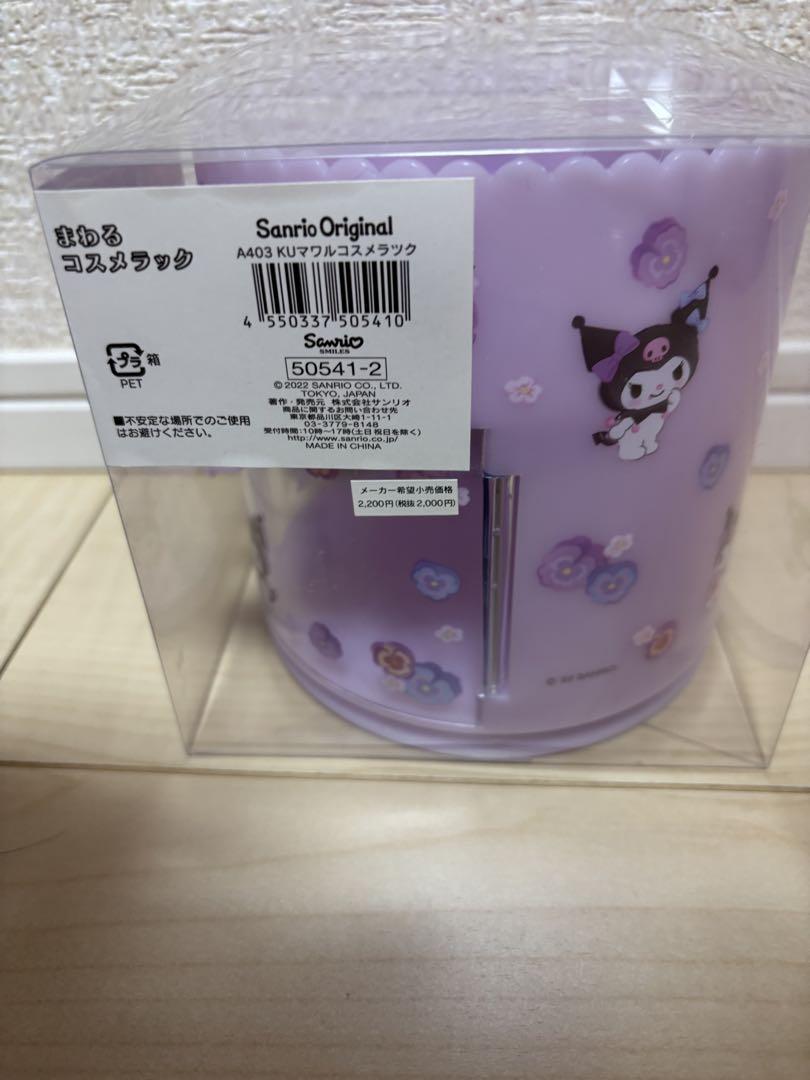 まわる
コスメラック
プラ 箱
PET
■不安定な場所でのご使用
はお避けください。
Sanrio Original
A403 KUマワルコスメラツク
4 550337 505410
Sanrio
SMILES
50541-2
© 2022 SANRIO CO., LTD.
TOKYO, JAPAN
著作・発売元 株式会社サンリオ
商品に関するお問い合わせ先
東京都品川区大崎1-11-1
03-3779-8148
受付時間:10時〜17時(土日祝日を除く)
http://www.sanrio.co.jp/
MADE IN CHINA
メーカー希望小売価格
2,200円(税抜2,000円)